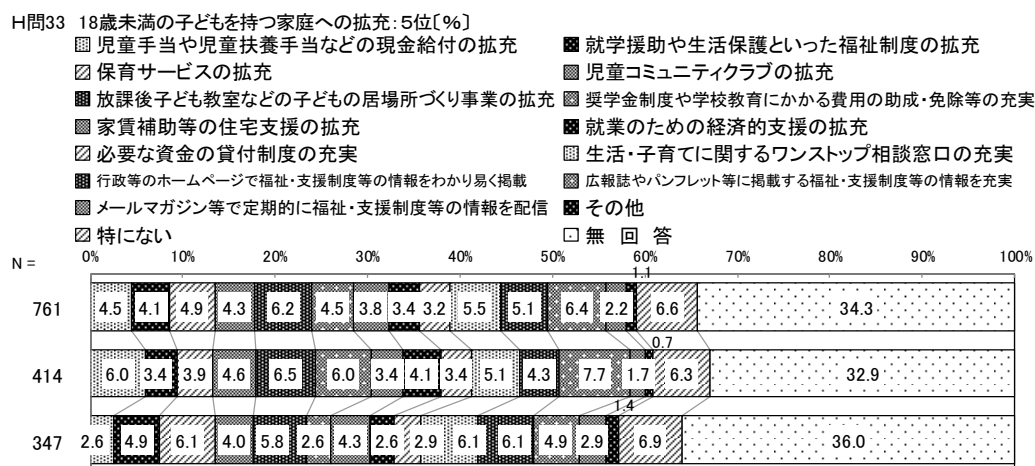 H問33 18歳未満の子どもを持つ家庭への拡充：5位〔%〕
児童手当や児童扶養手当などの現金給付の拡充 就学援助や生活保護といった福祉制度の拡充
保育サービスの拡充 児童コミュニティクラブの拡充
放課後子ども教室などの子どもの居場所づくり事業の拡充 奨学金制度や学校教育にかかる費用の助成・免除等の充実
家賃補助等の住宅支援の拡充 就業のための経済的支援の拡充
必要な資金の貸付制度の充実 生活・子育てに関するワンストップ相談窓口の充実
行政等のホームページで福祉・支援制度等の情報をわかり易く掲載 広報誌やパンフレット等に掲載する福祉・支援制度等の情報を充実
メールマガジン等で定期的に福祉・支援制度等の情報を配信 その他
特にない 無 回 答
N = 0% 10% 20% 30% 40% 50% 60% 70% 80% 90% 100%
1.1
761 4.5 4.1 4.9 4.3 6.2 4.5 3.8 3.4 3.2 5.5 5.1 6.4 2.2 6.6 34.3
0.7
414 6.0 3.4 3.9 4.6 6.5 6.0 3.4 4.1 3.4 5.1 4.3 7.7 1.7 6.3 32.9
1.4
347 2.6 4.9 6.1 4.0 5.8 2.6 4.3 2.6 2.9 6.1 6.1 4.9 2.9 6.9 36.0